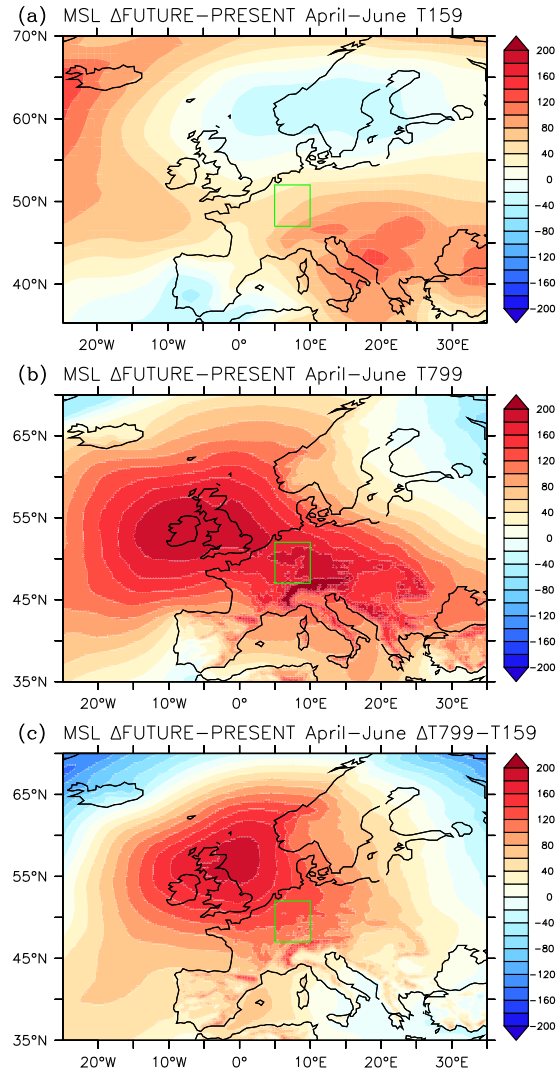 (a) MSL ΔFUTURE−PRESENT April−June T159
70°N
60°N
50°N
40°N
20°W 10°W 0° 10°E 20°E 30°E
200
160
120
80
40
0
−40
−80
−120
−160
−200
(b) MSL ΔFUTURE−PRESENT April−June T799
65°N
55°N
45°N
35°N
20°W 10°W 0° 10°E 20°E 30°E
200
160
120
80
40
0
−40
−80
−120
−160
−200
(c) MSL ΔFUTURE−PRESENT April−June ΔT799−T159
65°N
55°N
45°N
35°N
20°W 10°W 0° 10°E 20°E 30°E
200
160
120
80
40
0
−40
−80
−120
−160
−200